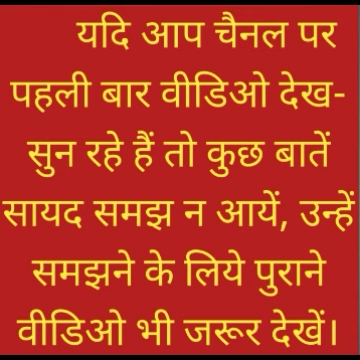 यदि आप चैनल पर
पहली बार वीडिओ देख-
सुन रहे हैं तो कुछ बातें
सायद समझ न आयें, उन्हें
समझने के लिये पुराने
वीडिओ भी जरूर देखें।